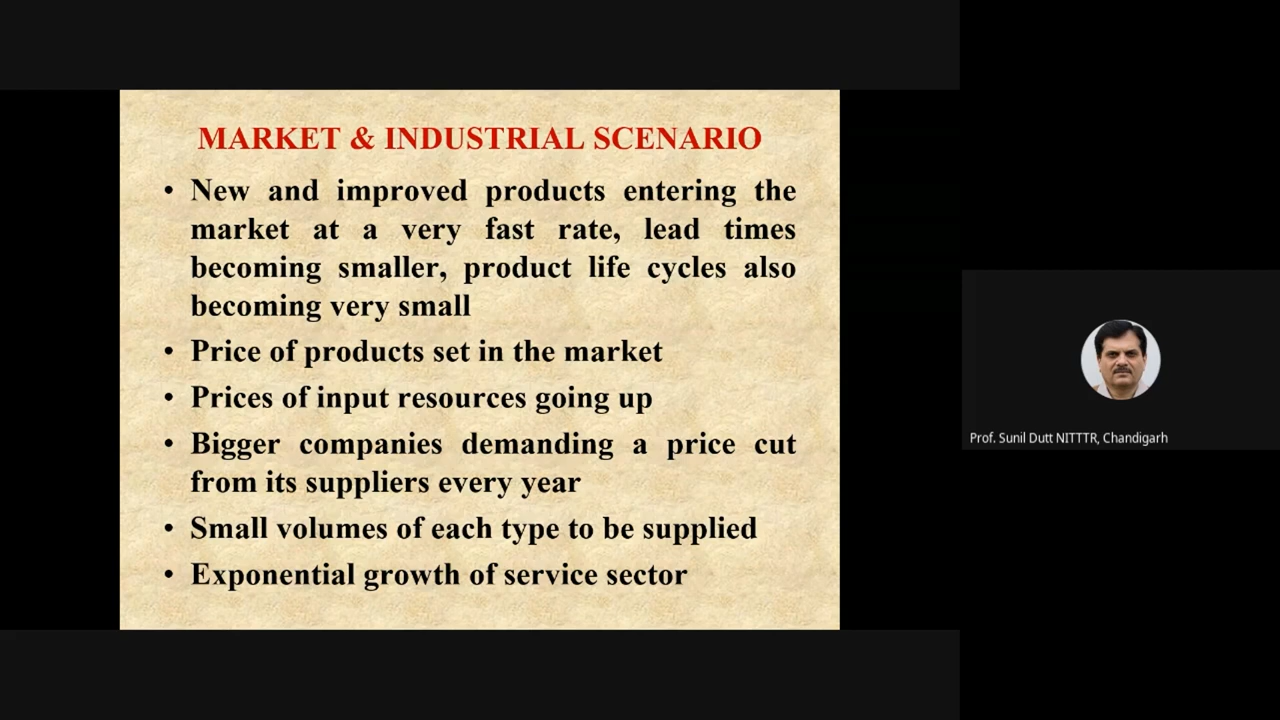 MARKET & INDUSTRIAL SCENARIO
• New and improved products entering the
market at a very fast rate, lead times
becoming smaller, product life cycles also
becoming very small
• Price of products set in the market
• Prices of input resources going up
• Bigger companies demanding a price cut
from its suppliers every year
• Small volumes of each type to be supplied
• Exponential growth of service sector
Prof. Sunil Dutt NITTTR, Chandigarh